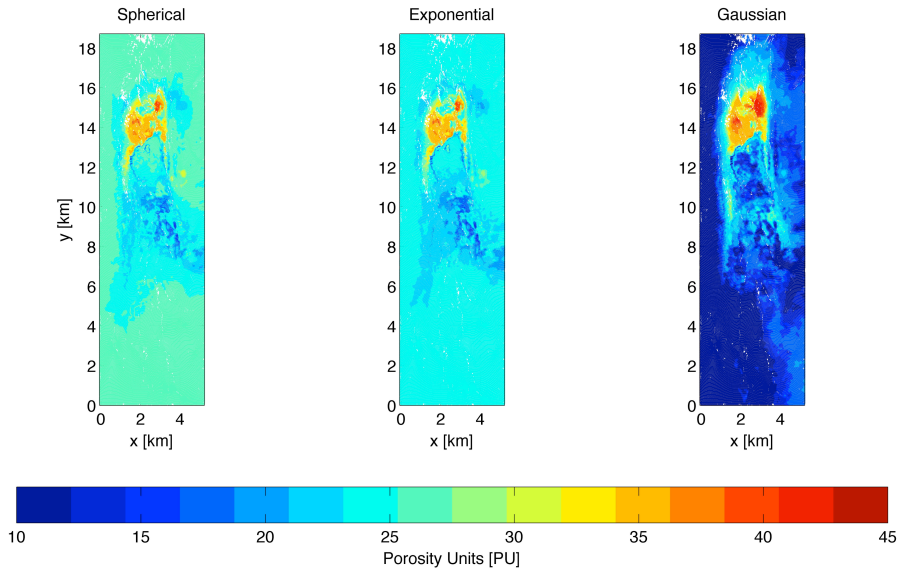 Spherical Exponential Gaussian
18 18 18
16 16 16
14 14 14
12 12 12
y [km] 10 10 10
8 8 8
6 6 6
4 4 4
2 2 2
0 0 0
0 2 4 0 2 4 0 2 4
x [km] x [km] x [km]
10 15 20 25 30 35 40 45
Porosity Units [PU]